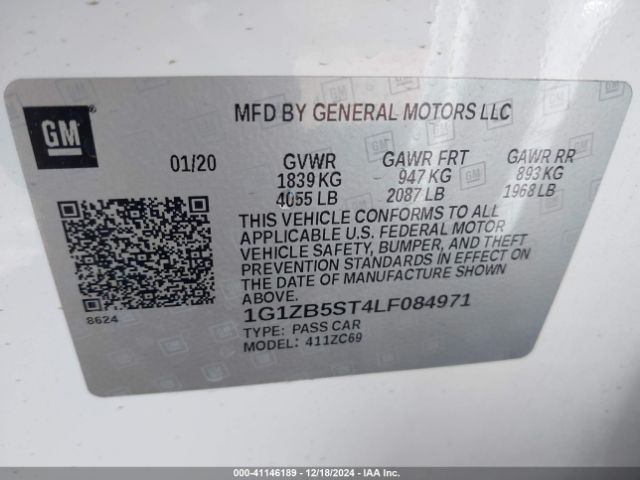 GM
MFD BY GENERAL MOTORS LLC
01/20 GVWR GAWR FRT GAWR RR
1839 KG 947 KG 893 KG
4055 LB 2087 LB 1968 LB
THIS VEHICLE CONFORMS TO ALL
APPLICABLE U.S. FEDERAL MOTOR
VEHICLE SAFETY, BUMPER, AND THEFT
PREVENTION STANDARDS IN EFFECT ON
THE DATE OF MANUFACTURE SHOWN
ABOVE.
8624
1G1ZB5ST4LF084971
TYPE: PASS CAR
MODEL: 411ZC69
000-41146189 - 12/18/2024 - IAA Inc.